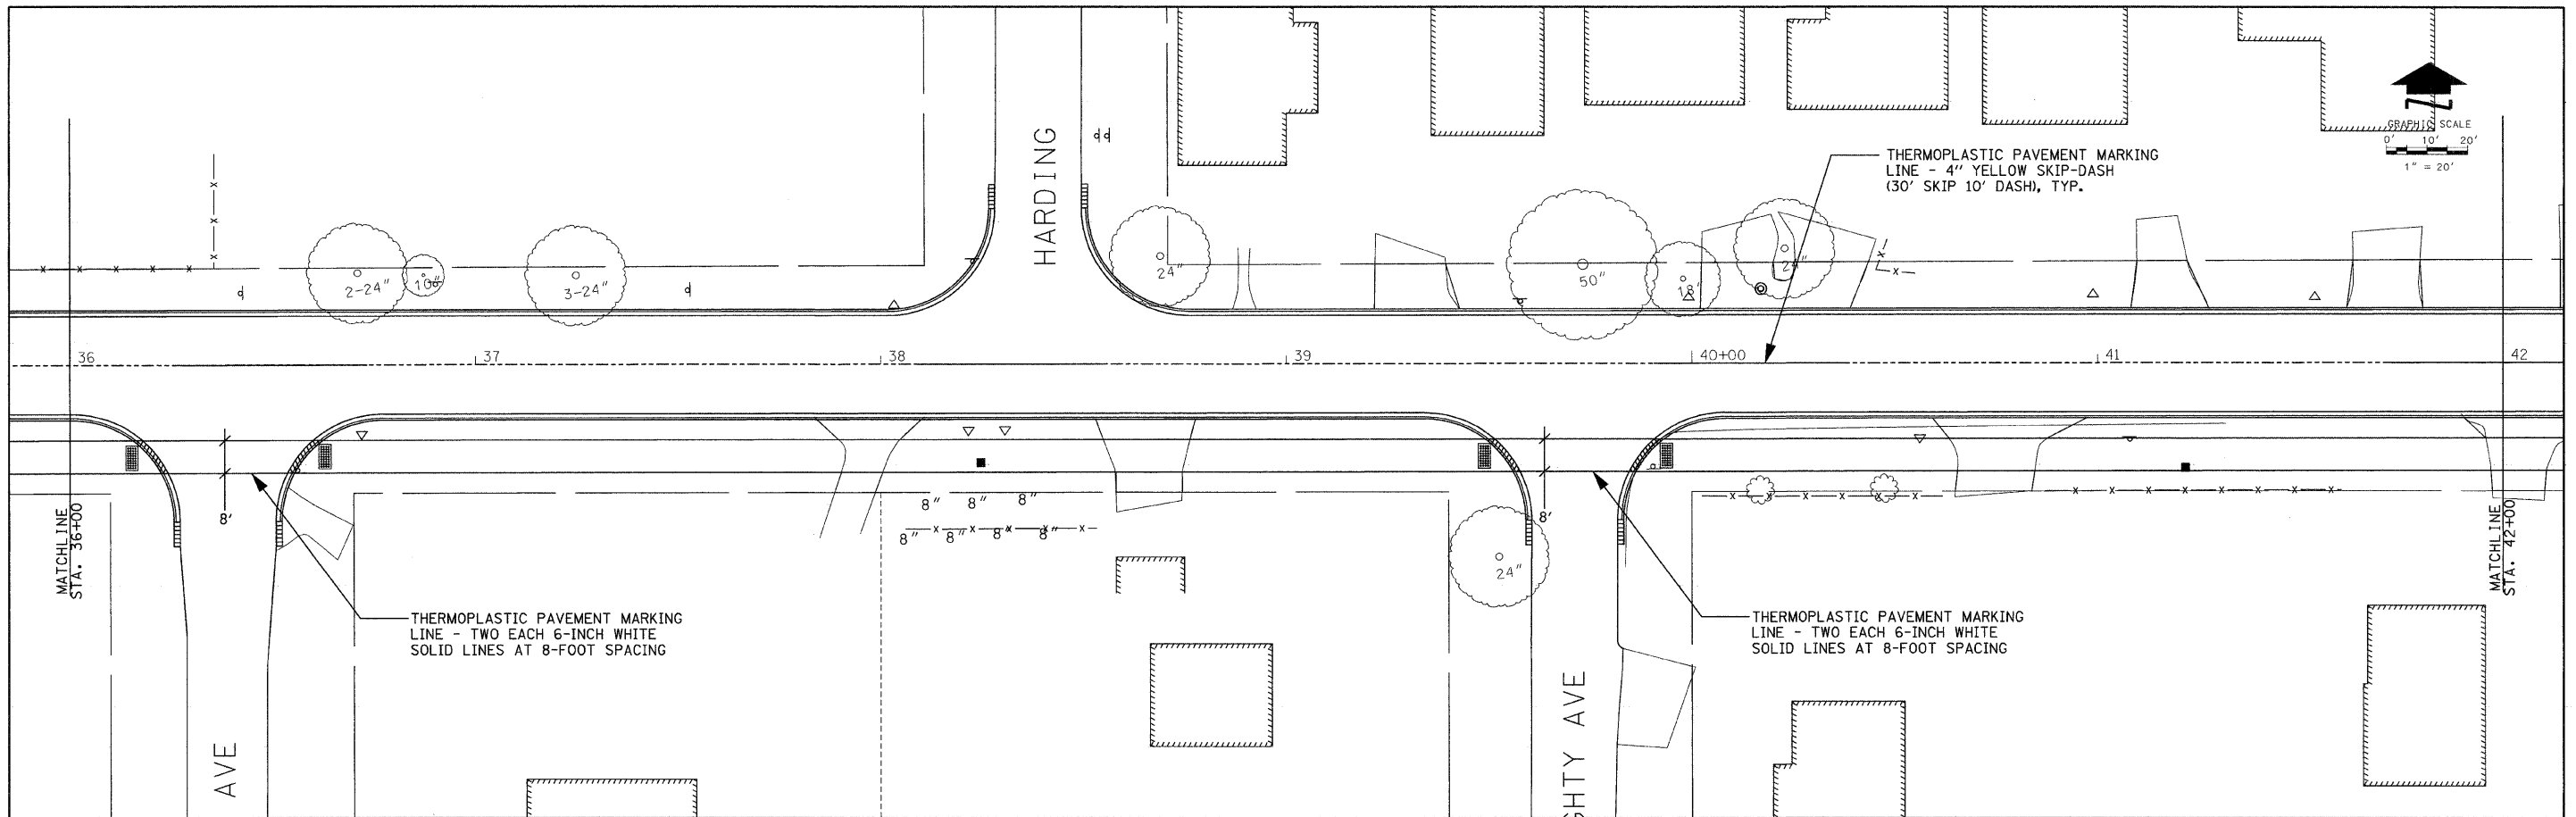 HARDING
GRAPHIC SCALE
0' 10' 20'
1" = 20'
THERMOPLASTIC PAVEMENT MARKING
LINE - 4" YELLOW SKIP-DASH
(30' SKIP 10' DASH), TYP.
2-24"
10"
3-24"
24"
50"
18"
24"
36 37 38 39 40+00 41 42
8'
8'
8" 8" 8"
8" 8" 8" 8"
24"
MATCHLINE
STA. 36+00
MATCHLINE
STA. 42+00
THERMOPLASTIC PAVEMENT MARKING
LINE - TWO EACH 6-INCH WHITE
SOLID LINES AT 8-FOOT SPACING
THERMOPLASTIC PAVEMENT MARKING
LINE - TWO EACH 6-INCH WHITE
SOLID LINES AT 8-FOOT SPACING
AVE
GHTY AVE